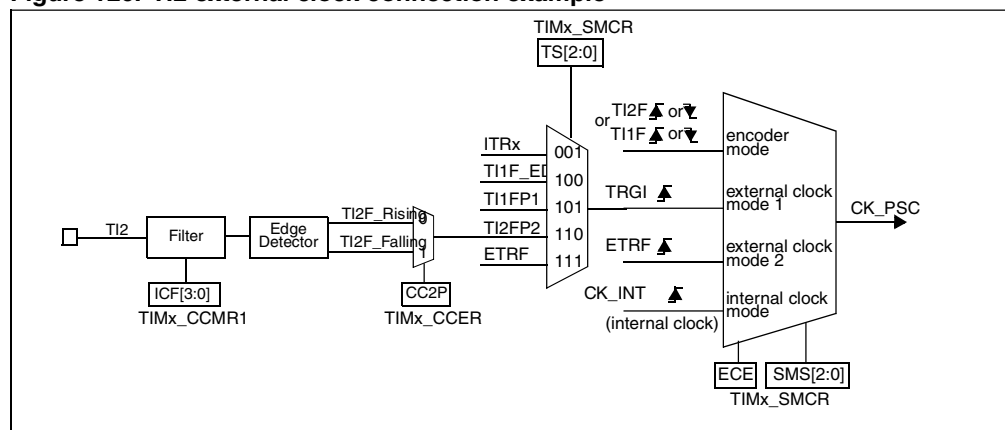 Figure 126. TI2 external clock connection example
TIMx_SMCR
TS[2:0]
or TI2F or
TI1F or
encoder
mode
ITRx
001
TI1F_ED
100
TI1FP1
101
TRGI
external clock
mode 1
CK_PSC
TI2
Filter
Edge
Detector
TI2F_Rising
0
TI2F_Falling
1
TI2FP2
110
ETRF
111
ETRF
external clock
mode 2
ICF[3:0]
TIMx_CCMR1
CC2P
TIMx_CCER
CK_INT
(internal clock)
internal clock
mode
ECE
SMS[2:0]
TIMx_SMCR